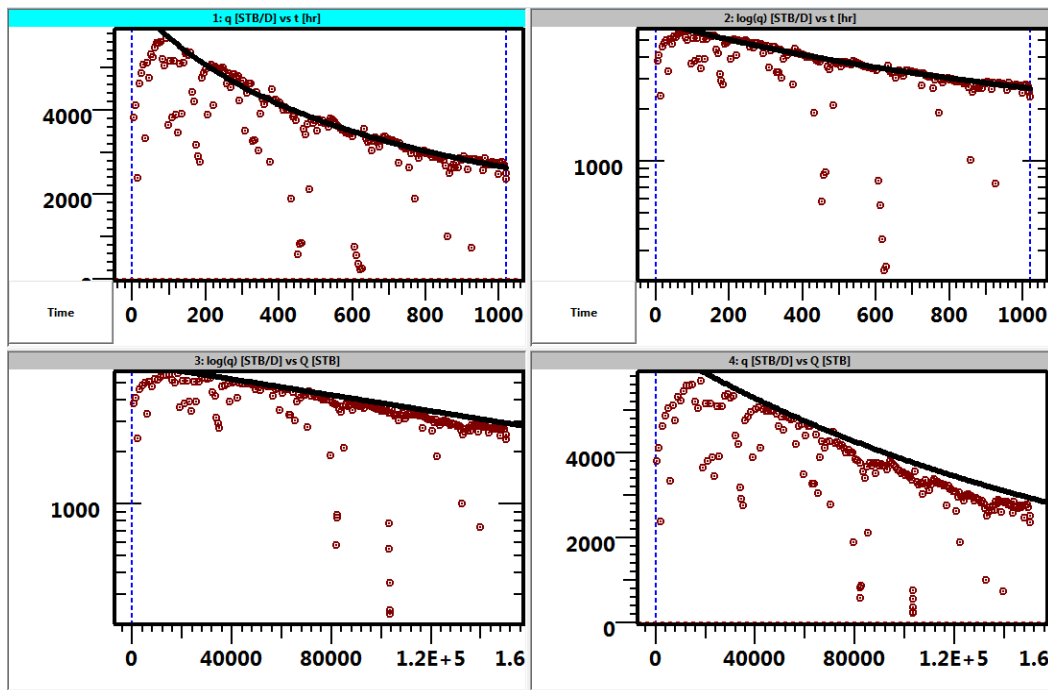 1: q [STB/D] vs t [hr]
4000
2000
0
Time
0 200 400 600 800 1000
2: log(q) [STB/D] vs t [hr]
1000
Time
0 200 400 600 800 1000
3: log(q) [STB/D] vs Q [STB]
1000
0 40000 80000 1.2E+5 1.6
4: q [STB/D] vs Q [STB]
4000
2000
0
0 40000 80000 1.2E+5 1.6